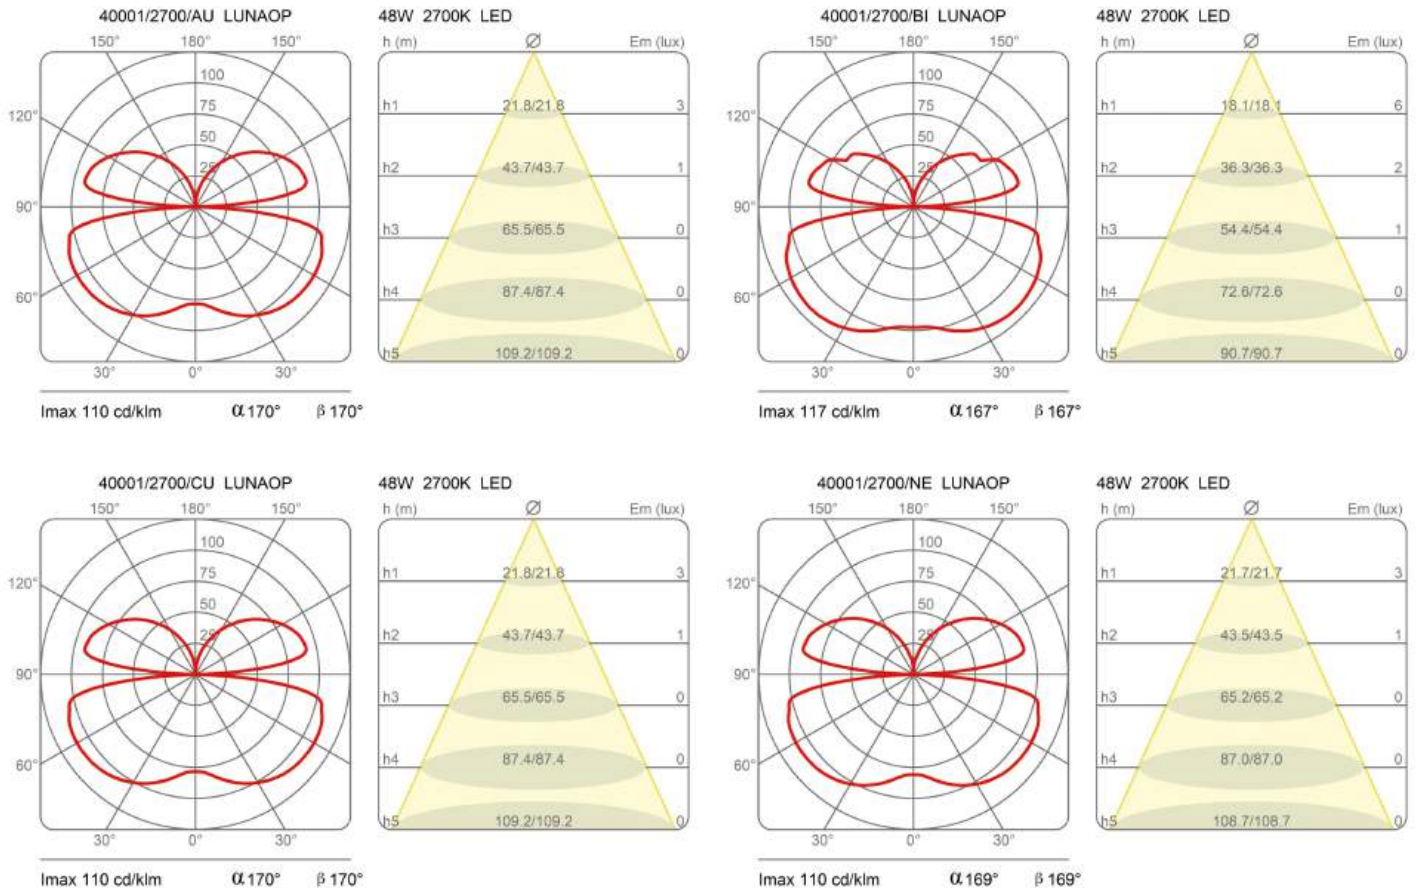 40001/2700/AU LUNAOP
150° 180° 150°
100
75
50
25
120°
90°
60°
30° 0° 30°
Imax 110 cd/klm α 170° β 170°
48W 2700K LED
h (m) Ø Em (lux)
h1 21.8/21.8 3
h2 43.7/43.7 1
h3 65.5/65.5 0
h4 87.4/87.4 0
h5 109.2/109.2 0
40001/2700/BI LUNAOP
150° 180° 150°
100
75
50
25
120°
90°
60°
30° 0° 30°
Imax 117 cd/klm α 167° β 167°
48W 2700K LED
h (m) Ø Em (lux)
h1 18.1/18.1 6
h2 36.3/36.3 2
h3 54.4/54.4 1
h4 72.6/72.6 0
h5 90.7/90.7 0
40001/2700/CU LUNAOP
150° 180° 150°
100
75
50
25
120°
90°
60°
30° 0° 30°
Imax 110 cd/klm α 170° β 170°
48W 2700K LED
h (m) Ø Em (lux)
h1 21.8/21.8 3
h2 43.7/43.7 1
h3 65.5/65.5 0
h4 87.4/87.4 0
h5 109.2/109.2 0
40001/2700/NE LUNAOP
150° 180° 150°
100
75
50
25
120°
90°
60°
30° 0° 30°
Imax 110 cd/klm α 169° β 169°
48W 2700K LED
h (m) Ø Em (lux)
h1 21.7/21.7 3
h2 43.5/43.5 1
h3 65.2/65.2 0
h4 87.0/87.0 0
h5 108.7/108.7 0